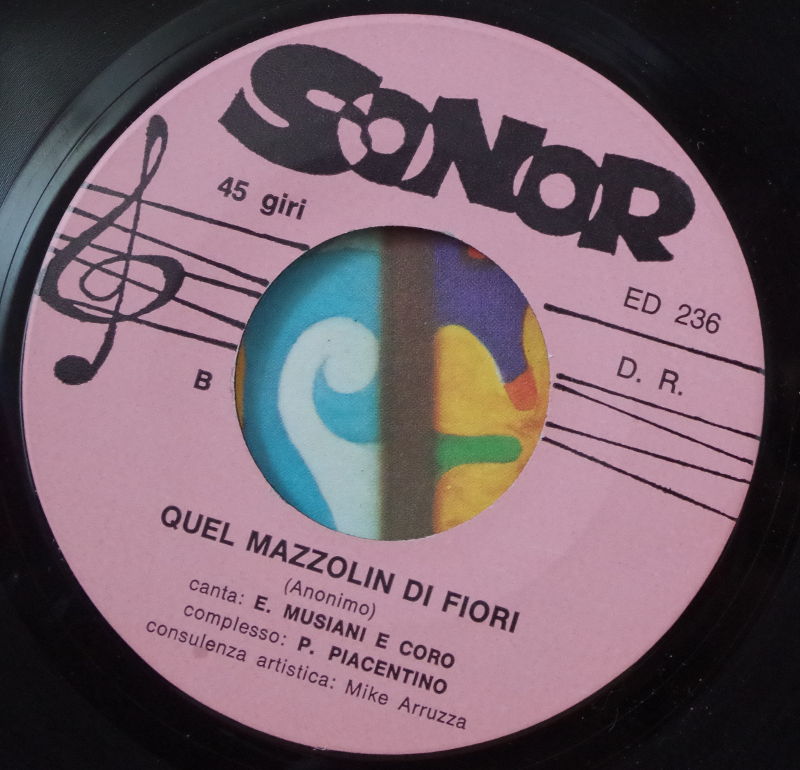 SONOR
45 giri
ED 236
D. R.
B
QUEL MAZZOLIN DI FIORI
(Anonimo)
canta: E. MUSIANI E CORO
complesso: P. PIACENTINO
consulenza artistica: Mike Arruzza